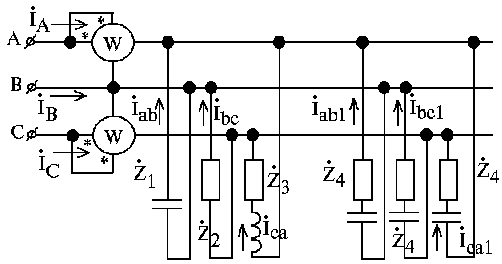 İA
A * * W
B
İB İab İbc İab1 İbc1
C W
* *
İC
Ż1 Ż3 Ż4 Ż4
Ż2 İca Ż4 İca1